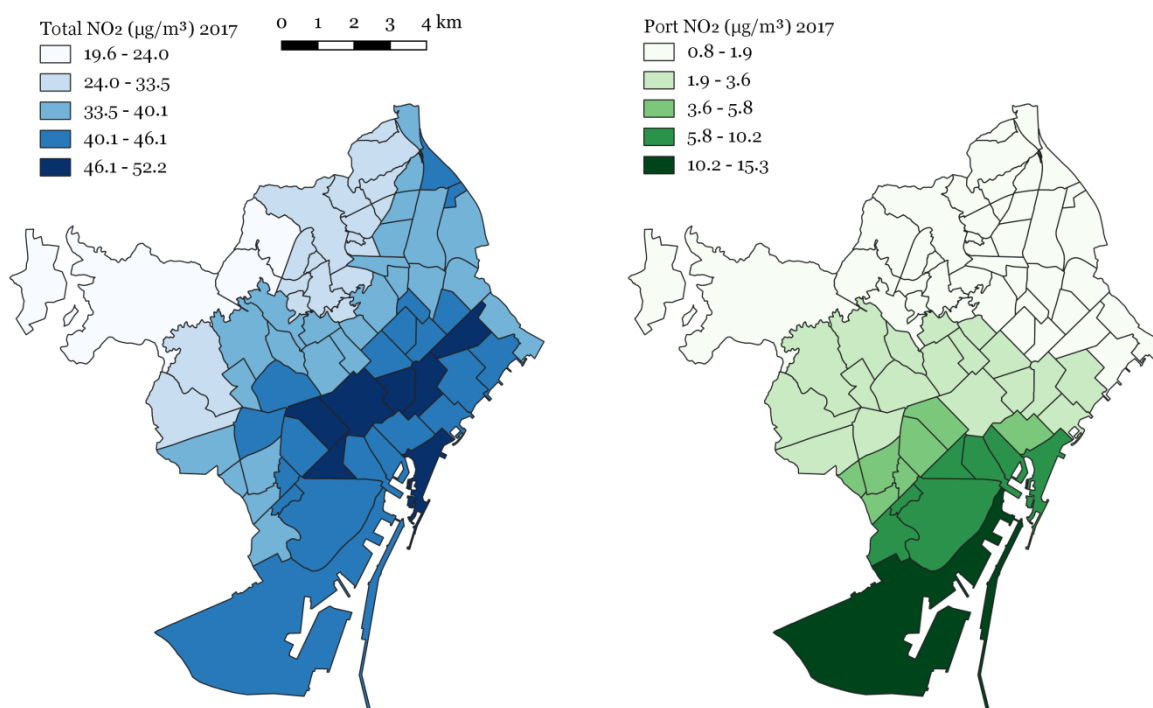 Total NO2 (µg/m³) 2017
19.6 - 24.0
24.0 - 33.5
33.5 - 40.1
40.1 - 46.1
46.1 - 52.2
0 1 2 3 4 km
Port NO2 (µg/m³) 2017
0.8 - 1.9
1.9 - 3.6
3.6 - 5.8
5.8 - 10.2
10.2 - 15.3